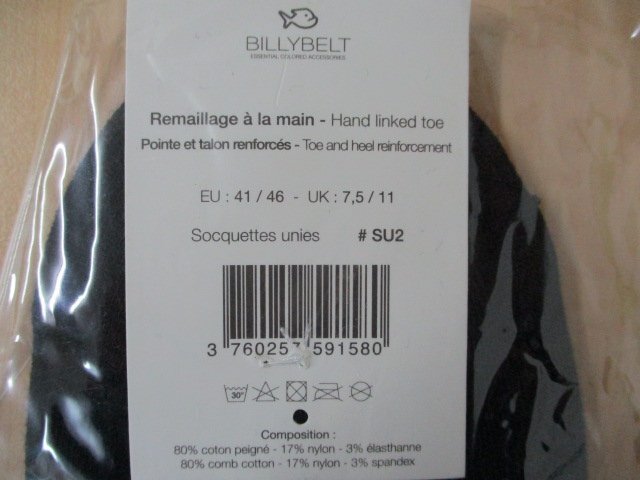 BILLYBELT
ESSENTIAL COLORED ACCESSORIES
Remaillage à la main - Hand linked toe
Pointe et talon renforcés - Toe and heel reinforcement
EU : 41 / 46 - UK : 7,5 / 11
Socquettes unies # SU2
3 760257 591580
30°
Composition :
80% coton peigné - 17% nylon - 3% élasthanne
80% comb cotton - 17% nylon - 3% spandex